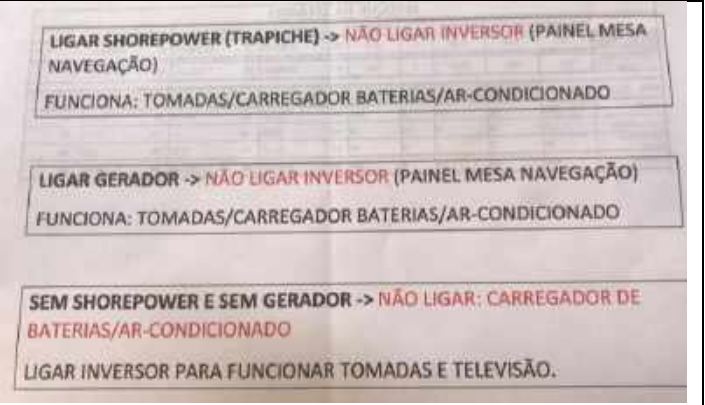 LIGAR SHOREPOWER (TRAPICHE) -> NÃO LIGAR INVERSOR (PAINEL MESA
NAVEGAÇÃO)
FUNCIONA: TOMADAS/CARREGADOR BATERIAS/AR-CONDICIONADO
LIGAR GERADOR -> NÃO LIGAR INVERSOR (PAINEL MESA NAVEGAÇÃO)
FUNCIONA: TOMADAS/CARREGADOR BATERIAS/AR-CONDICIONADO
SEM SHOREPOWER E SEM GERADOR -> NÃO LIGAR: CARREGADOR DE
BATERIAS/AR-CONDICIONADO
LIGAR INVERSOR PARA FUNCIONAR TOMADAS E TELEVISÃO.